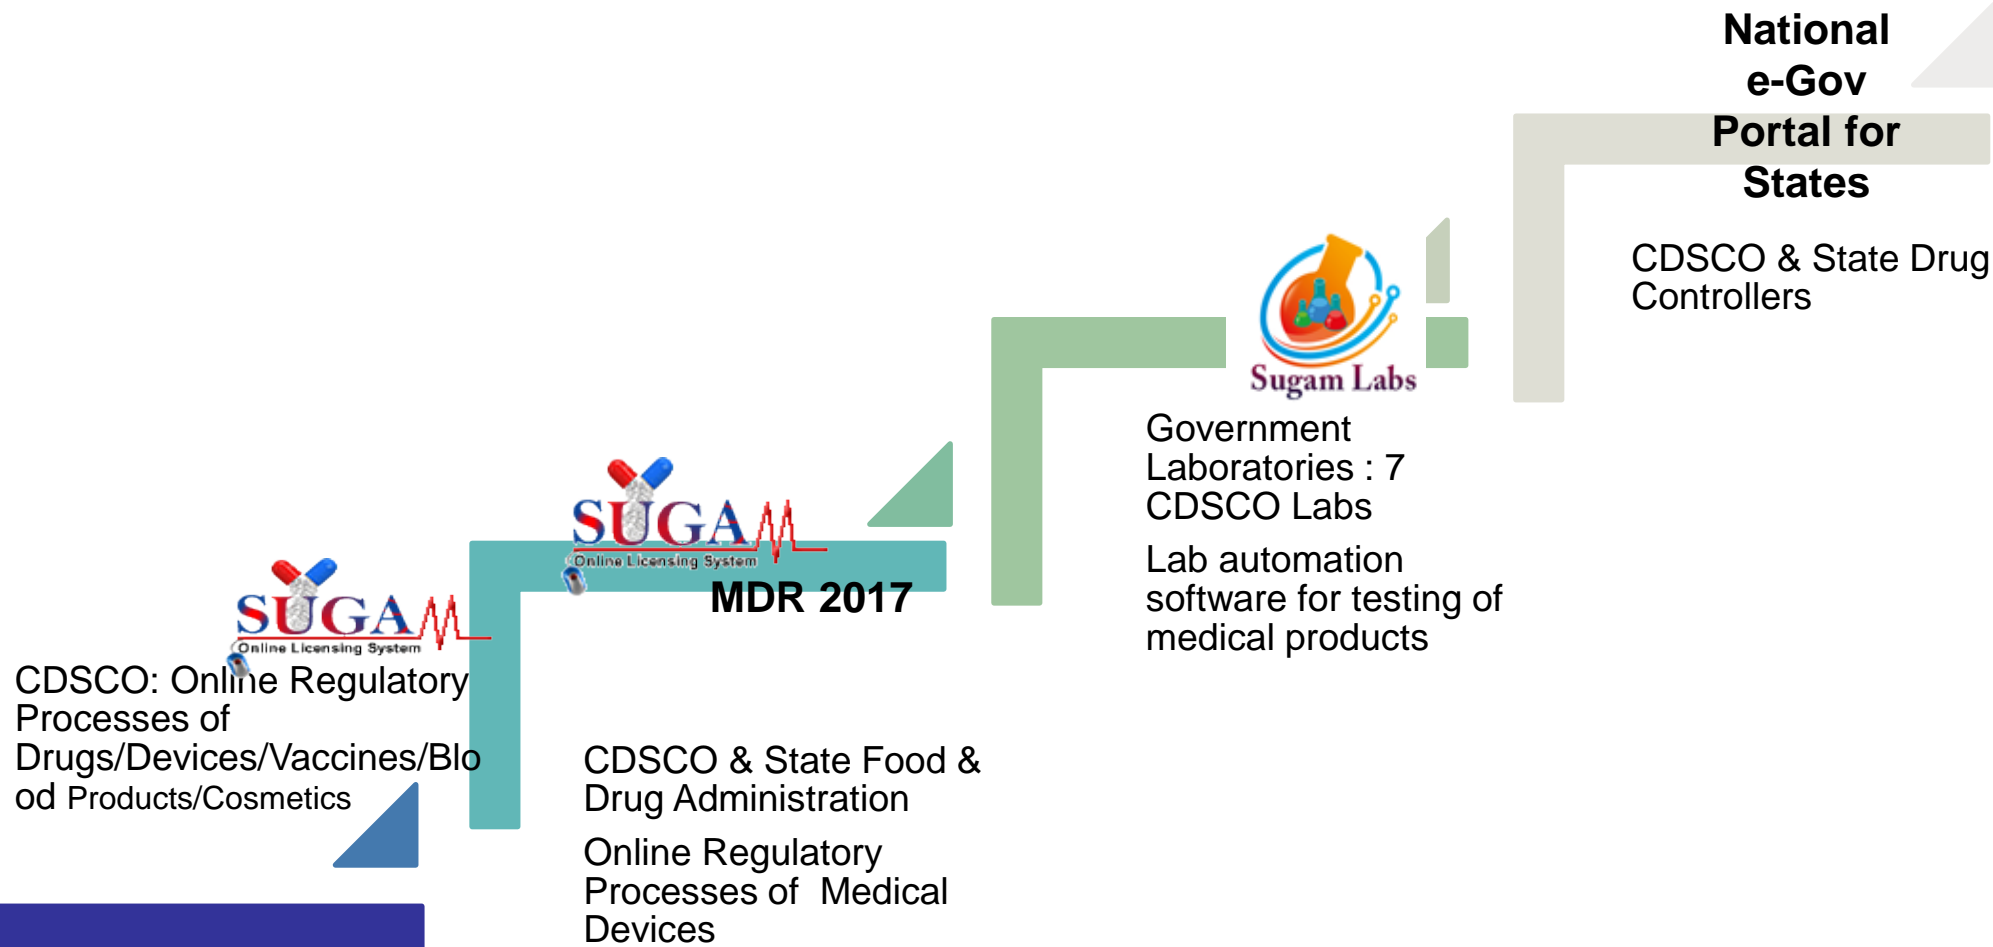 SUGAM
Online Licensing System
CDSCO: Online Regulatory
Processes of
Drugs/Devices/Vaccines/Blo
od Products/Cosmetics
SUGAM
Online Licensing System
MDR 2017
CDSCO & State Food &
Drug Administration
Online Regulatory
Processes of Medical
Devices
Sugam Labs
Government
Laboratories : 7
CDSCO Labs
Lab automation
software for testing of
medical products
National
e-Gov
Portal for
States
CDSCO & State Drug
Controllers